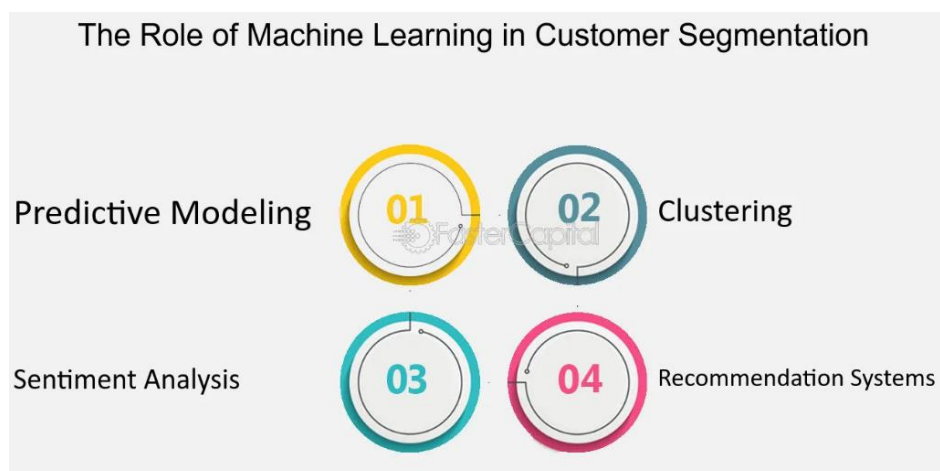 The Role of Machine Learning in Customer Segmentation
Predictive Modeling
01
02
Clustering
FasterCapital
Sentiment Analysis
03
04
Recommendation Systems